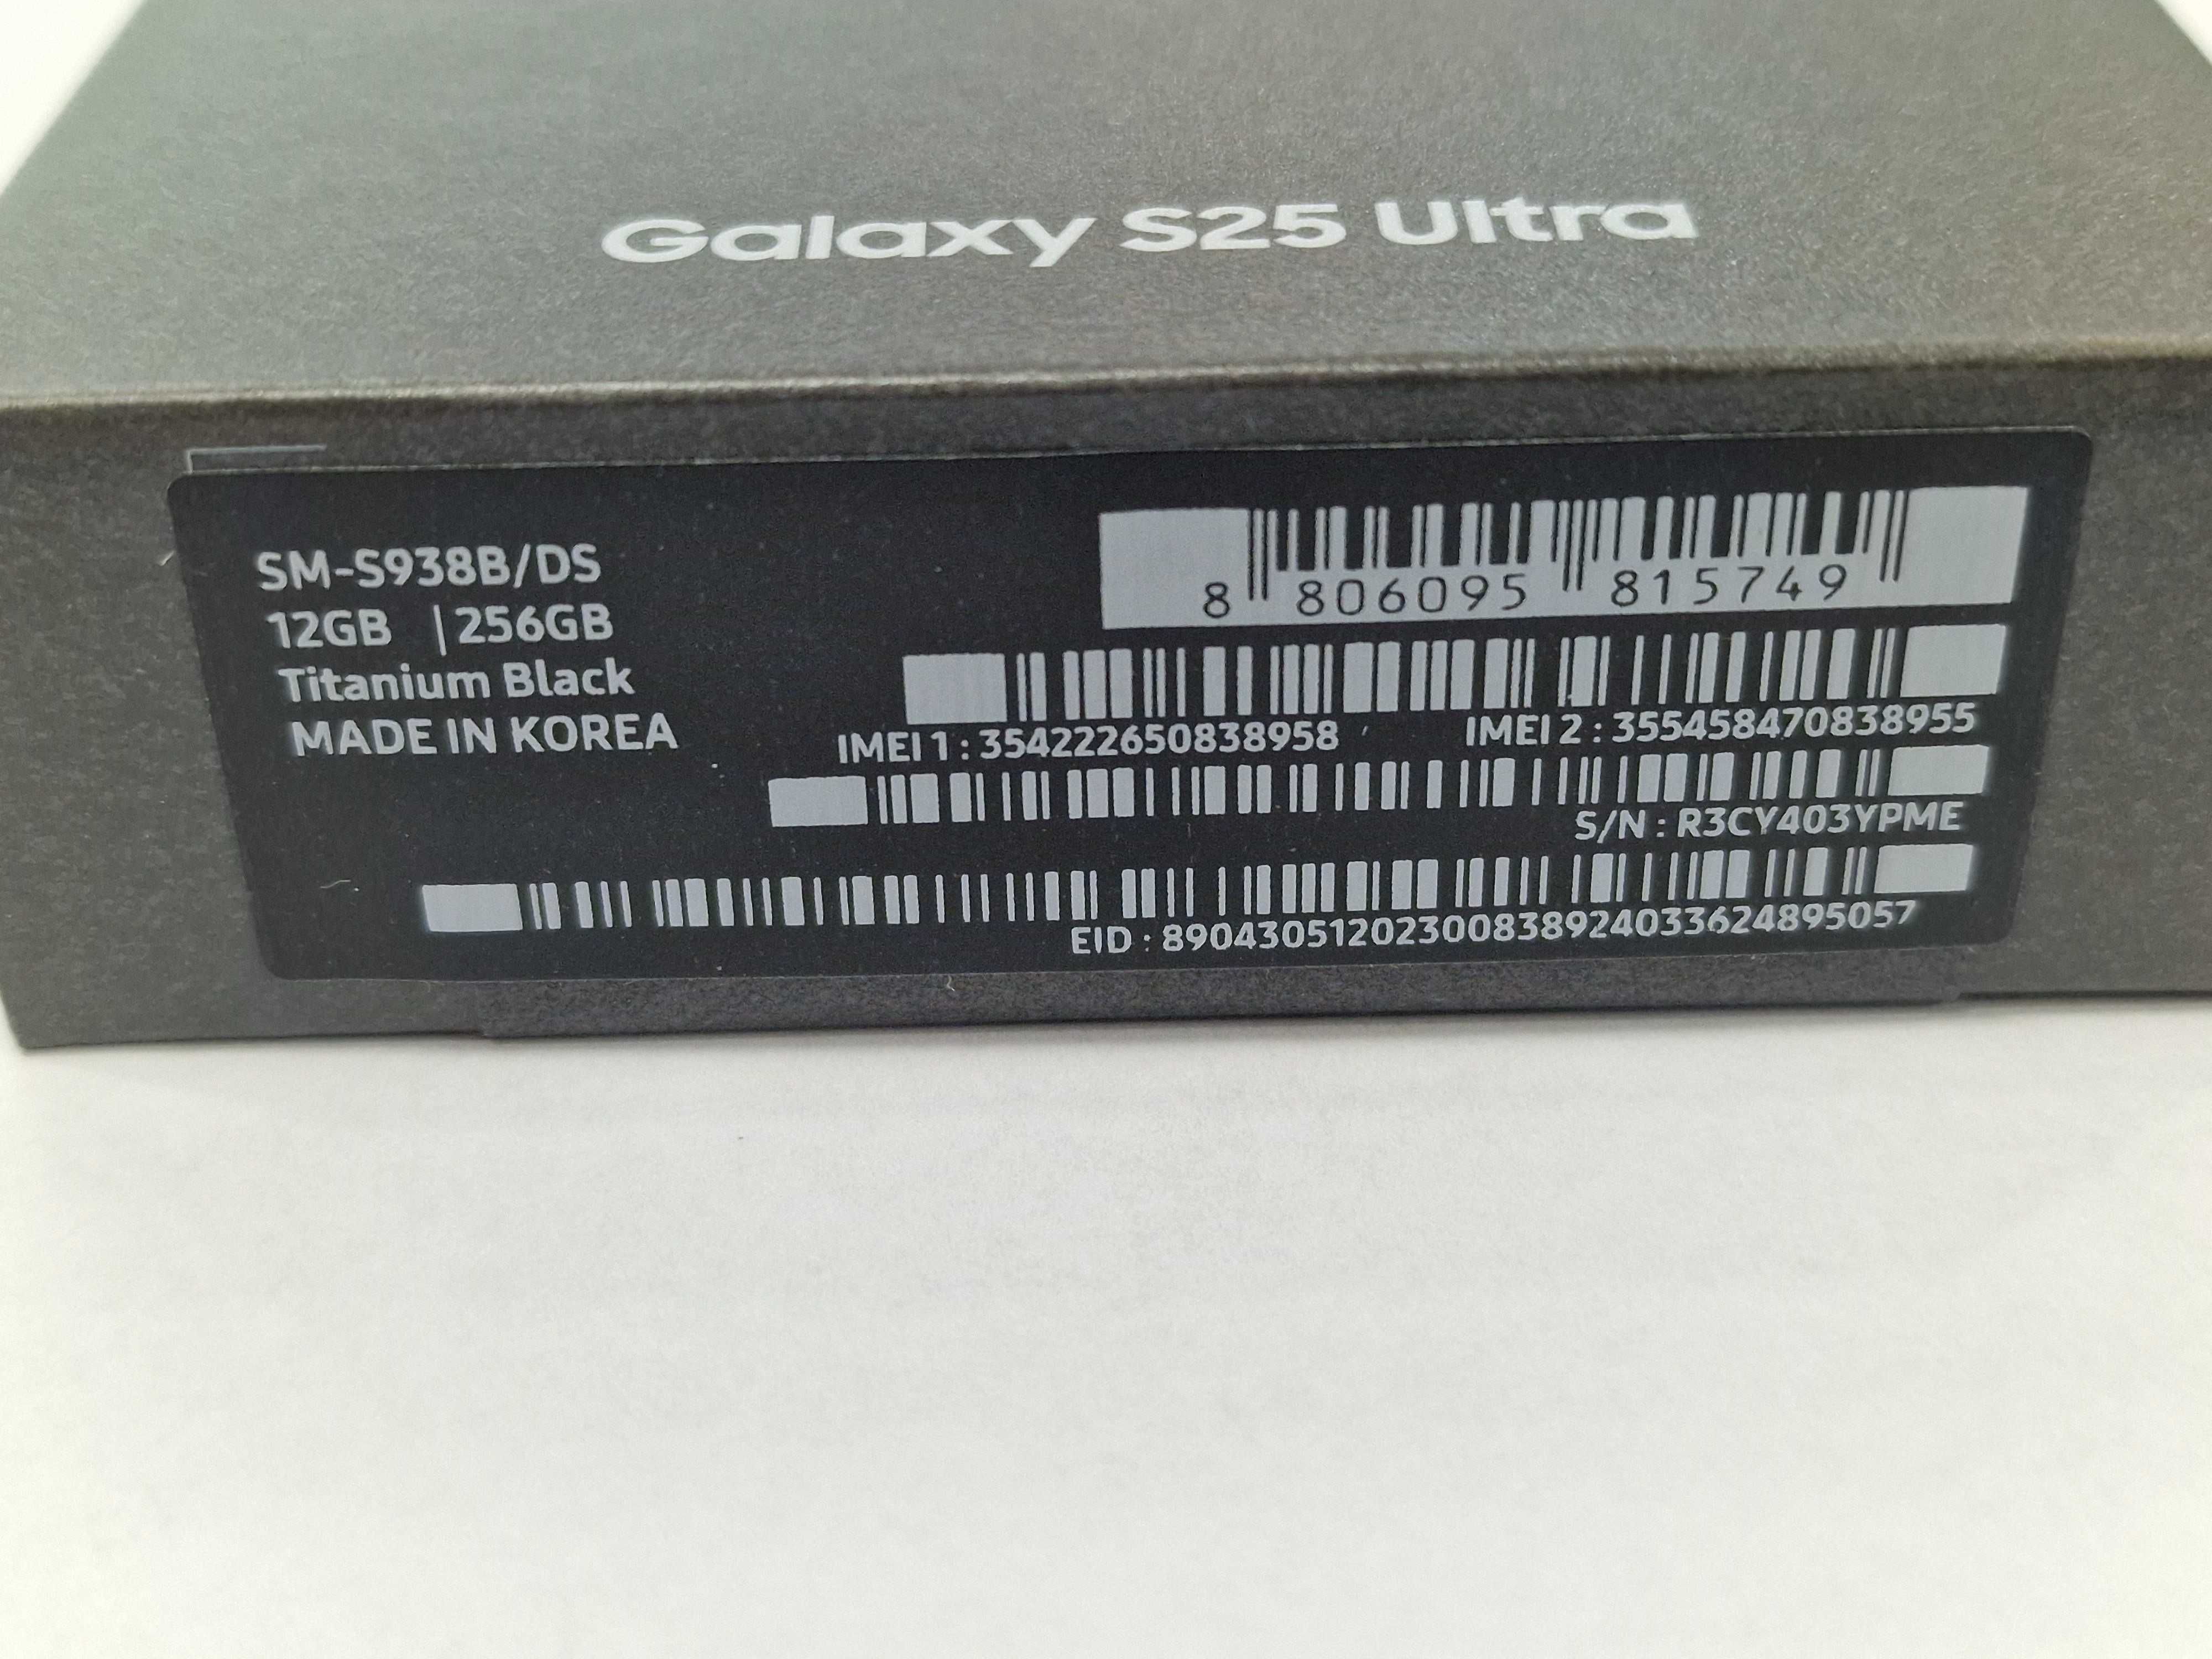 Galaxy S25 Ultra
SM-S938B/DS
12GB | 256GB
Titanium Black
MADE IN KOREA
8 806095 815749
IMEI 1 : 354222650838958 IMEI 2 : 355458470838955
S/N : R3CY403YPME
EID : 89043051202300838924033624895057